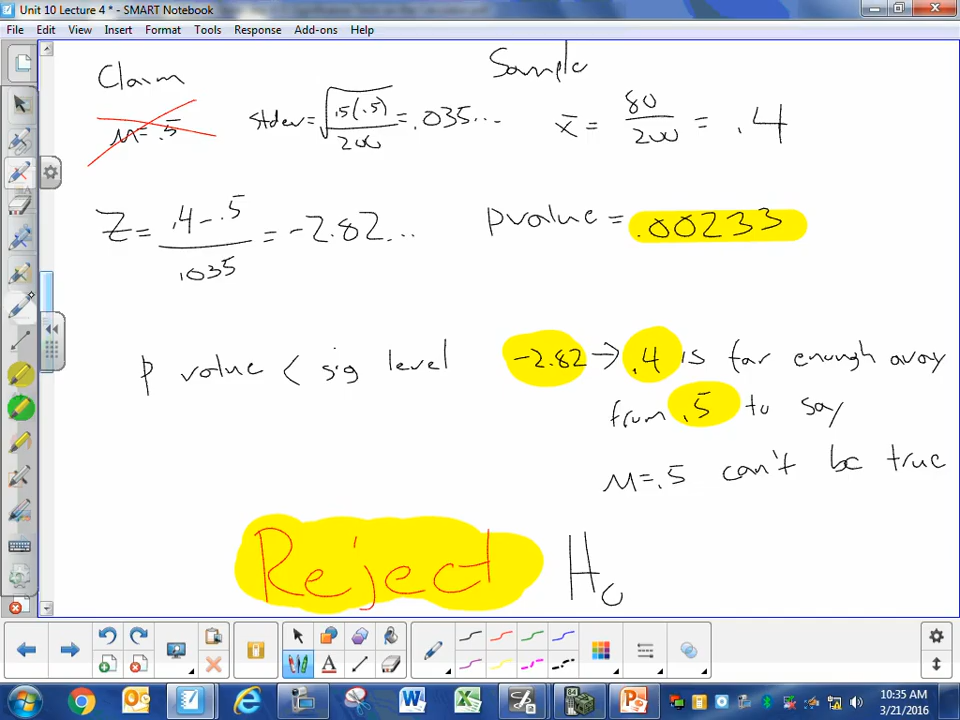 Unit 10 Lecture 4 * - SMART Notebook
File Edit View Insert Format Tools Response Add-ons Help
Claim
Sample
M=.5
stdev=√.5(.5)/200=.035...
x̄ = 80/200 = .4
Z= .4-.5/.035 = -2.82...
pvalue = .00233
p value < sig level
-2.82 → .4 is far enough away
from .5 to say
M=.5 can't be true
Reject H0
10:35 AM
3/21/2016